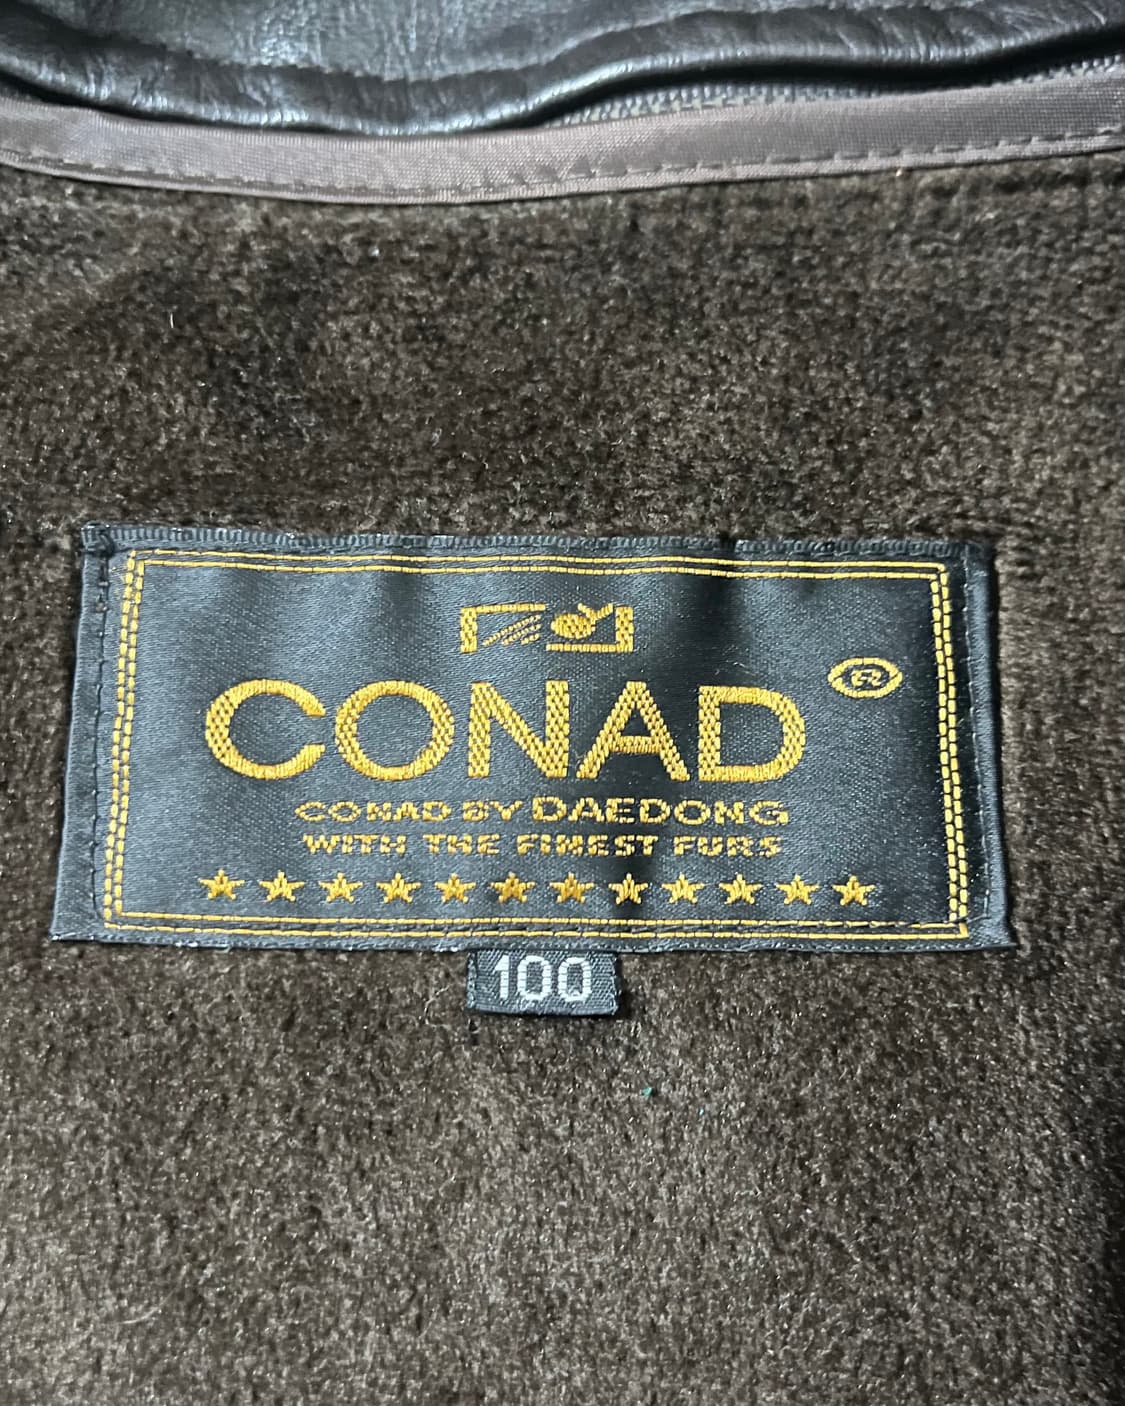 CONAD ®
CONAD BY DAEDONG
WITH THE FINEST FURS
100